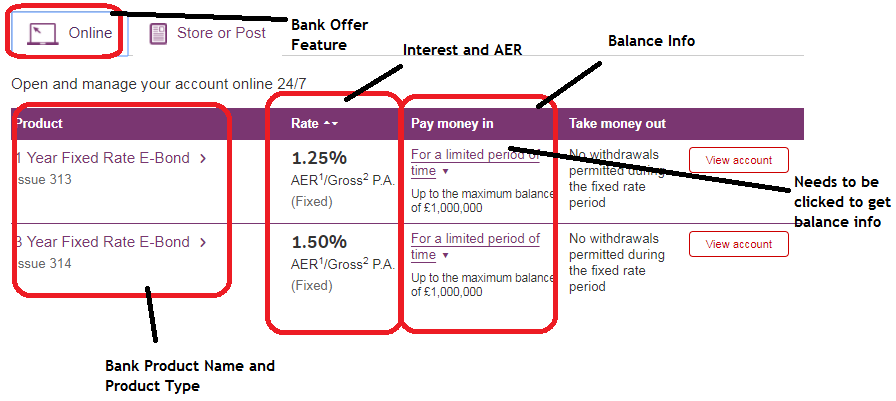 Online
Store or Post
Bank Offer
Feature
Interest and AER
Balance Info
Open and manage your account online 24/7
Product
Rate
Pay money in
Take money out
1 Year Fixed Rate E-Bond
Issue 313
1.25%
AER1/Gross2 P.A.
(Fixed)
For a limited period of
time
Up to the maximum balance
of £1,000,000
No withdrawals
permitted during
the fixed rate
period
View account
Needs to be
clicked to get
balance info
3 Year Fixed Rate E-Bond
Issue 314
1.50%
AER1/Gross2 P.A.
(Fixed)
For a limited period of
time
Up to the maximum balance
of £1,000,000
No withdrawals
permitted during
the fixed rate
period
View account
Bank Product Name and
Product Type